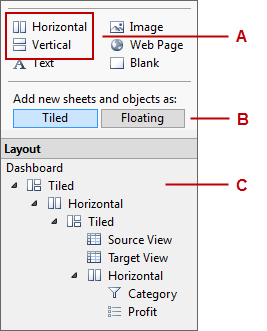 Horizontal Image
Vertical Web Page
Text Blank
A
Add new sheets and objects as:
Tiled Floating
B
Layout
Dashboard
C
Tiled
Horizontal
Tiled
Source View
Target View
Horizontal
Category
Profit